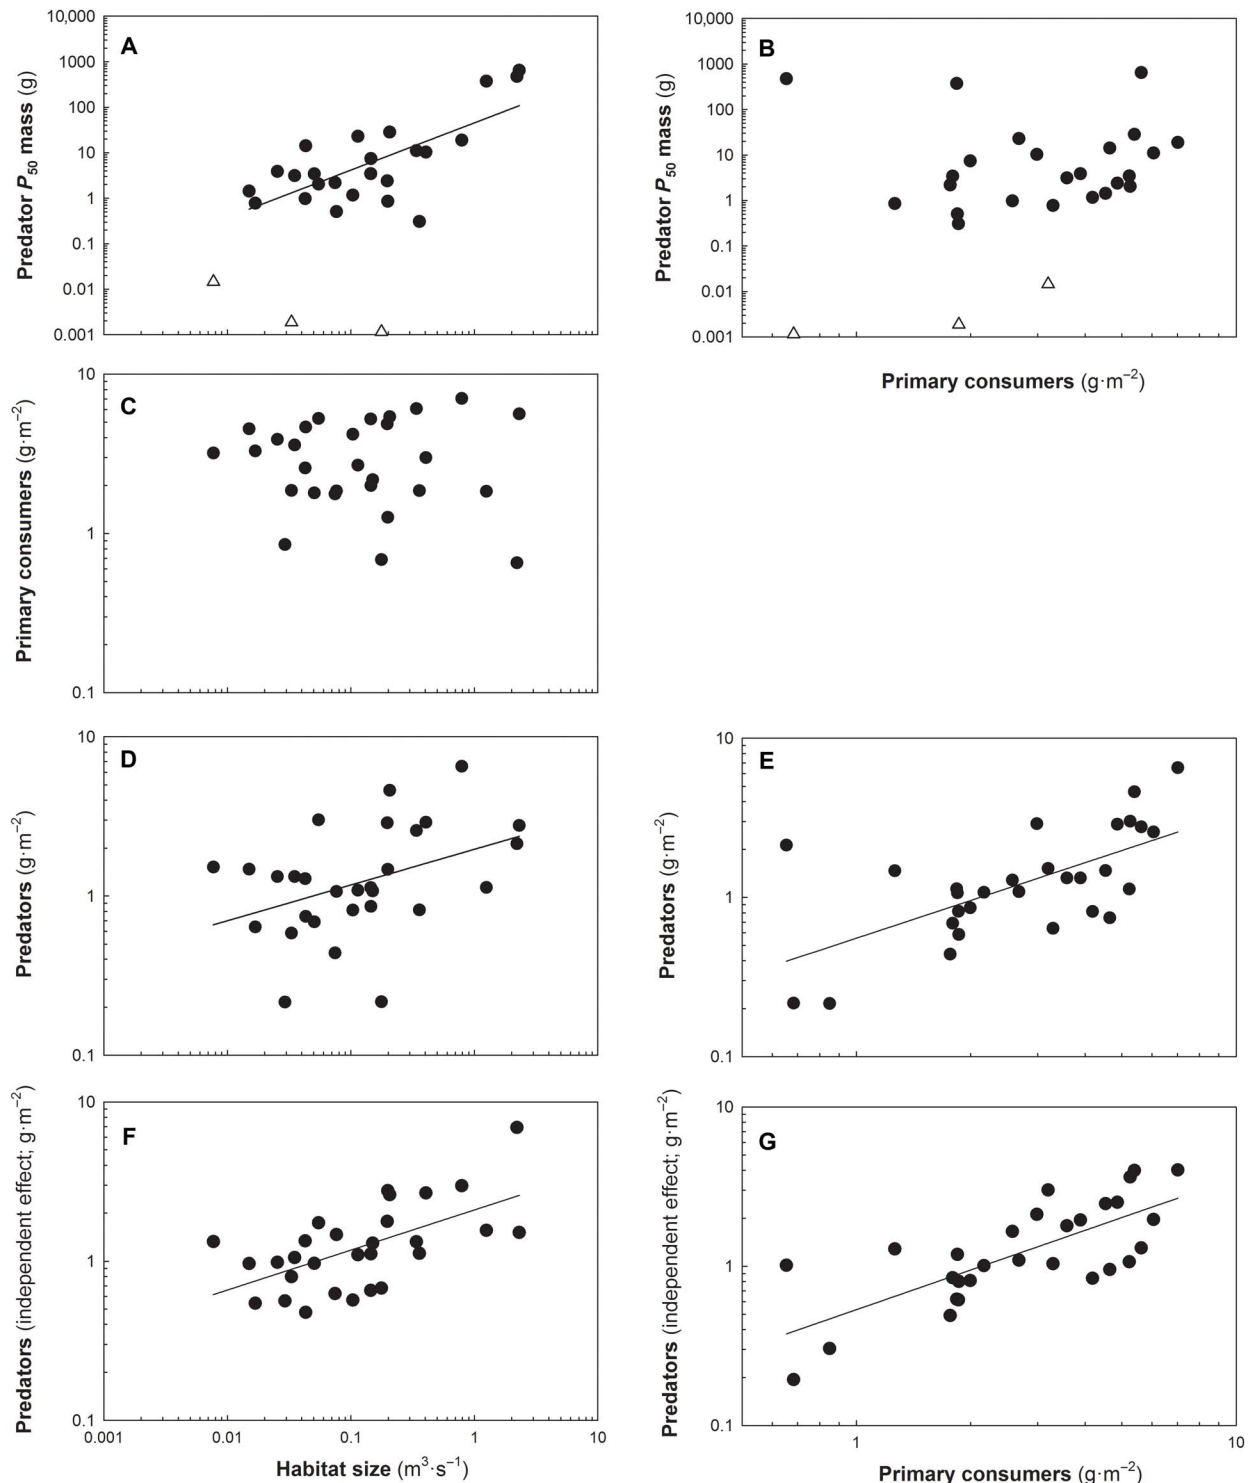 A
Predator P50 mass (g)
10,000
1000
100
10
1
0.1
0.01
0.001
B
Predator P50 mass (g)
10,000
1000
100
10
1
0.1
0.01
0.001
Primary consumers (g·m−2)
C
Primary consumers (g·m−2)
10
1
0.1
D
Predators (g·m−2)
10
1
0.1
E
Predators (g·m−2)
10
1
0.1
F
Predators (independent effect; g·m−2)
10
1
0.1
0.001 0.01 0.1 1 10
Habitat size (m3·s−1)
G
Predators (independent effect; g·m−2)
10
1
0.1
1 10
Primary consumers (g·m−2)